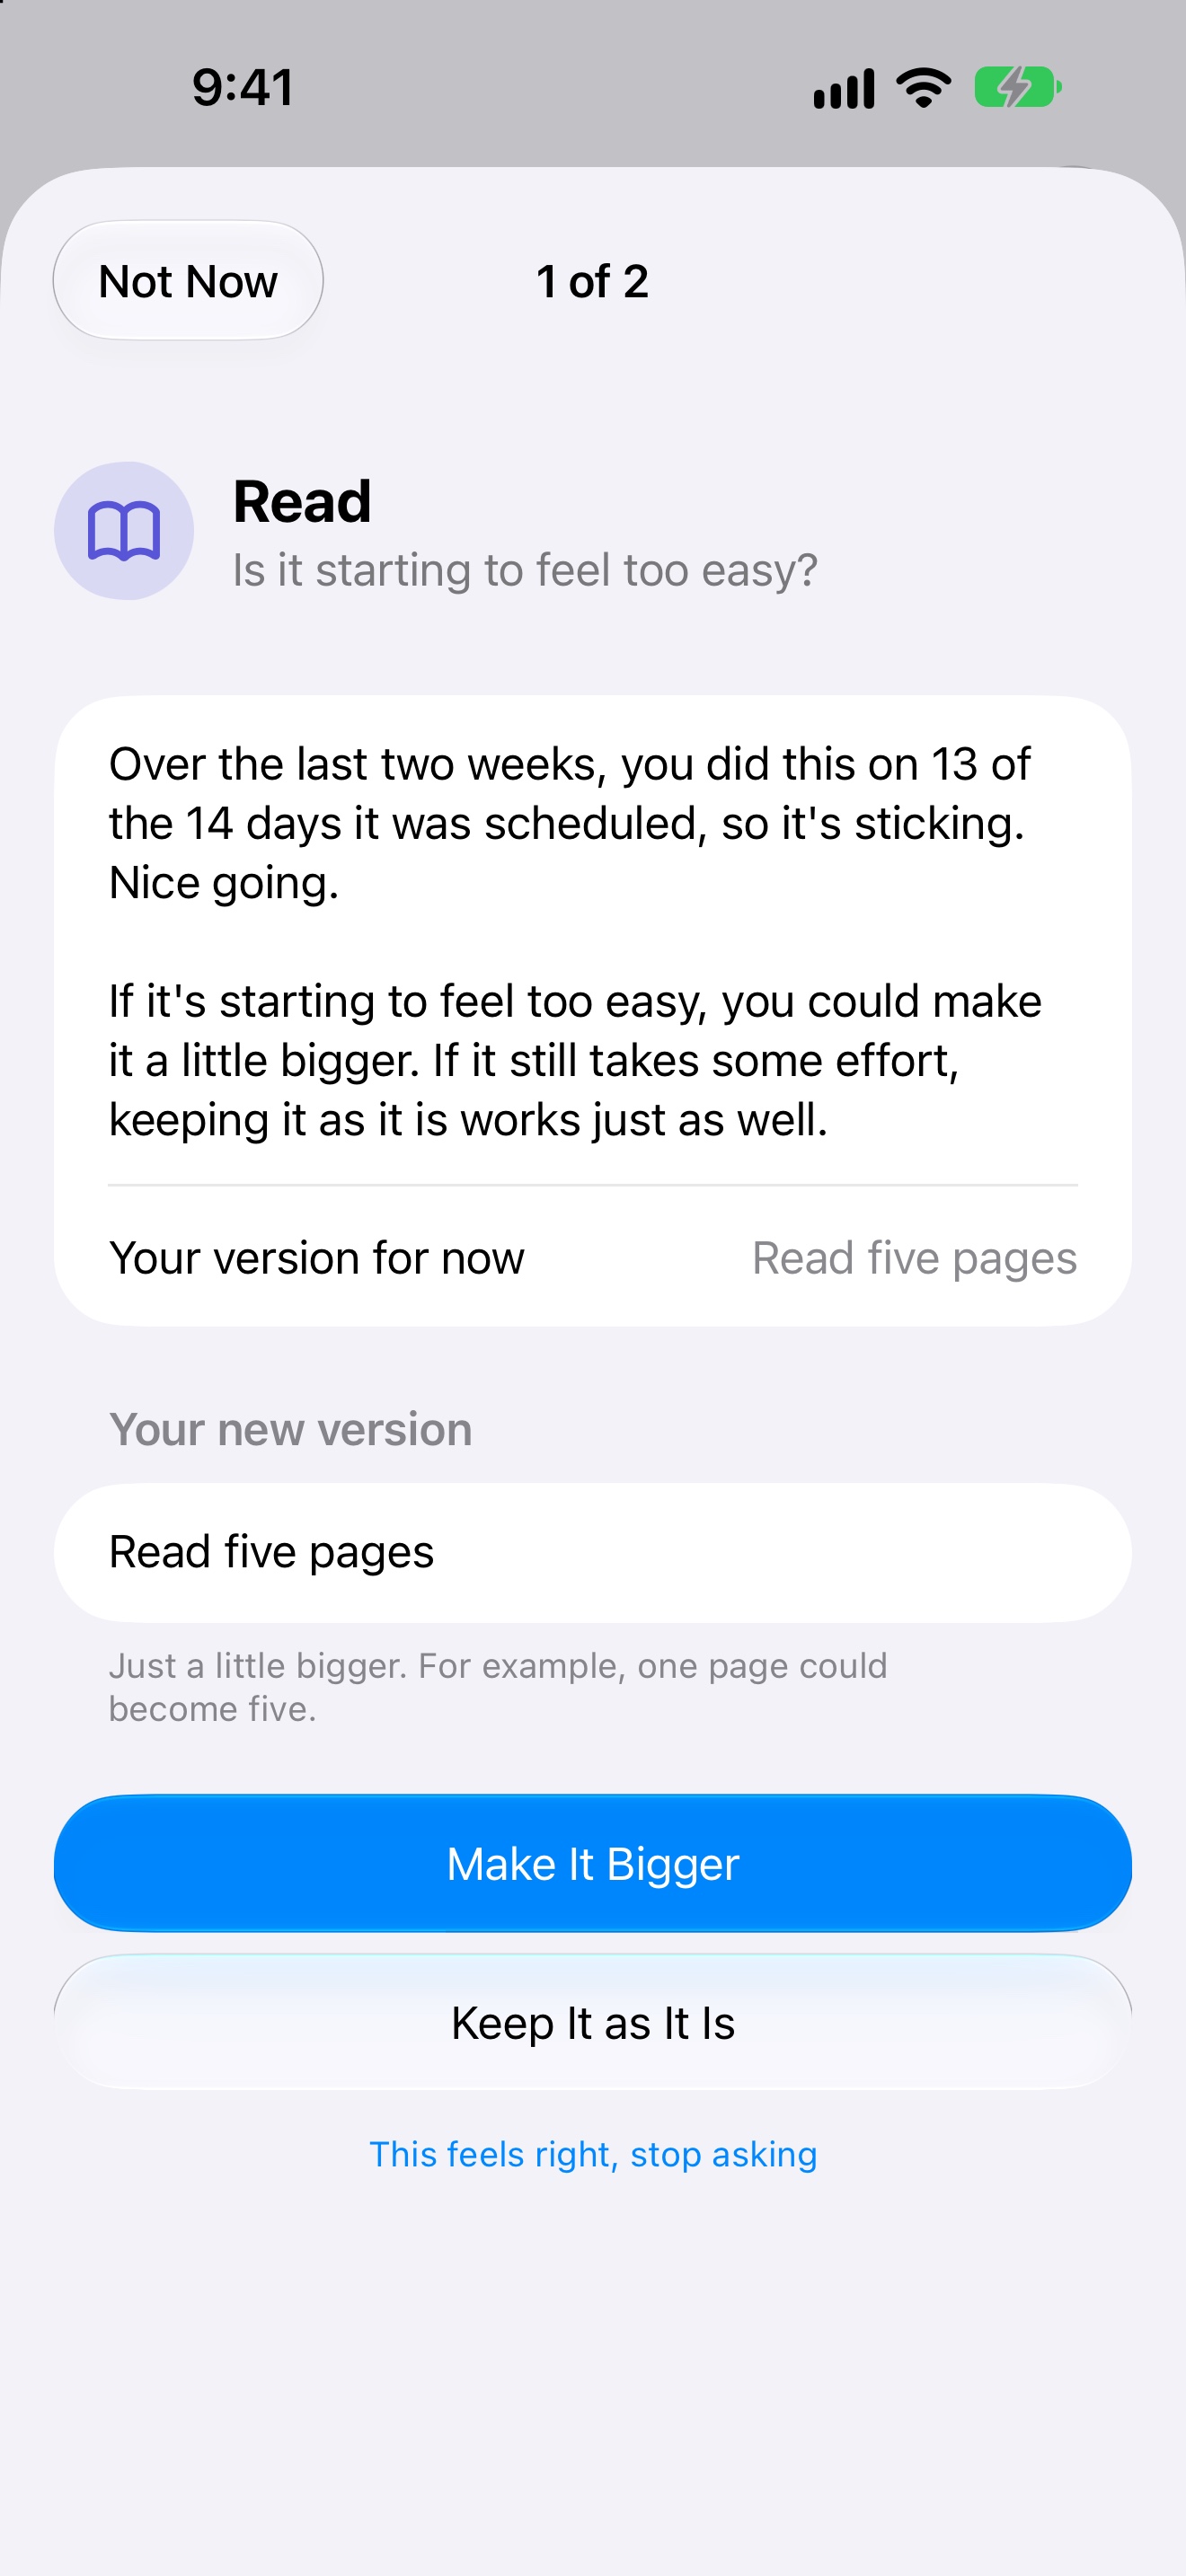 9:41
Not Now
1 of 2
Read
Is it starting to feel too easy?
Over the last two weeks, you did this on 13 of
the 14 days it was scheduled, so it's sticking.
Nice going.
If it's starting to feel too easy, you could make
it a little bigger. If it still takes some effort,
keeping it as it is works just as well.
Your version for now
Read five pages
Your new version
Read five pages
Just a little bigger. For example, one page could
become five.
Make It Bigger
Keep It as It Is
This feels right, stop asking